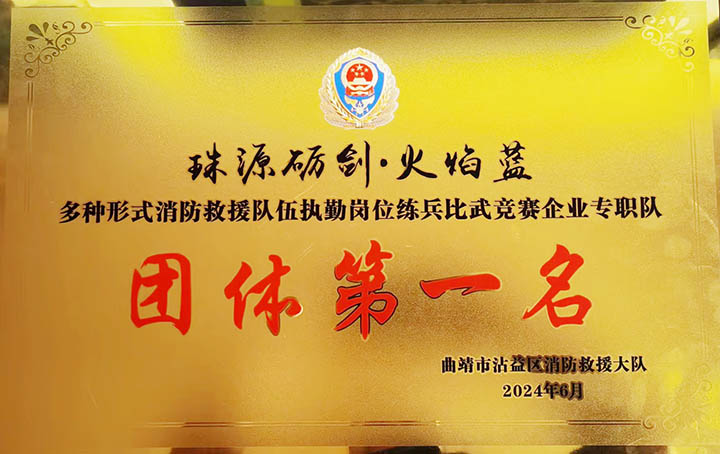 珠源砺剑·火焰蓝
多种形式消防救援队伍执勤岗位练兵比武竞赛企业专职队
团体第一名
曲靖市沾益区消防救援大队
2024年6月